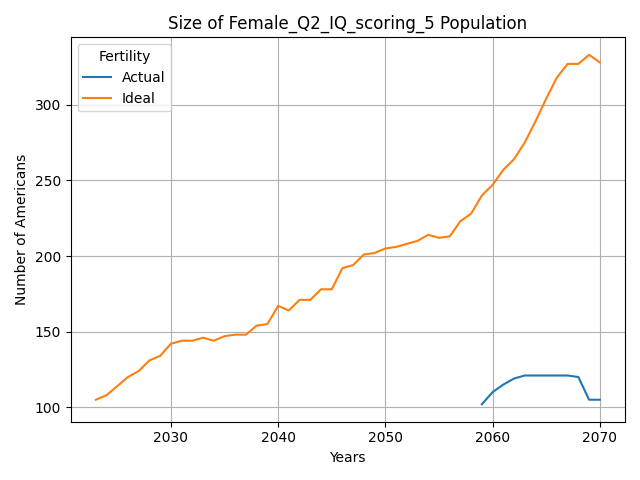 Size of Female_Q2_IQ_scoring_5 Population
Fertility
Actual
Ideal
Number of Americans
300
250
200
150
100
2030 2040 2050 2060 2070
Years